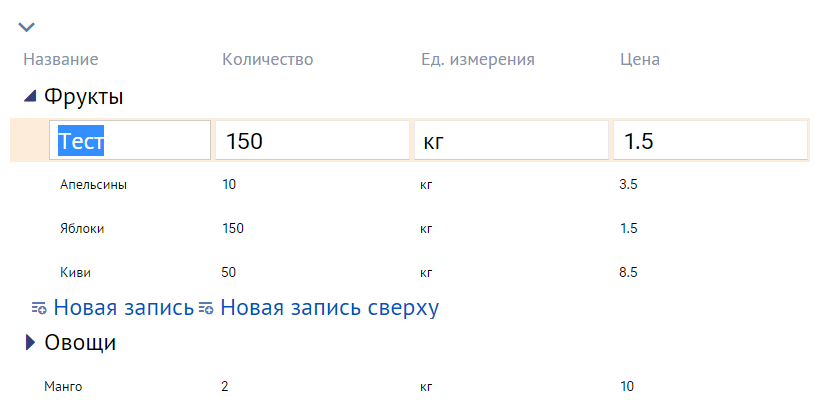 Название Количество Ед. измерения Цена
Фрукты
Тест 150 кг 1.5
Апельсины 10 кг 3.5
Яблоки 150 кг 1.5
Киви 50 кг 8.5
Новая запись Новая запись сверху
Овощи
Манго 2 кг 10